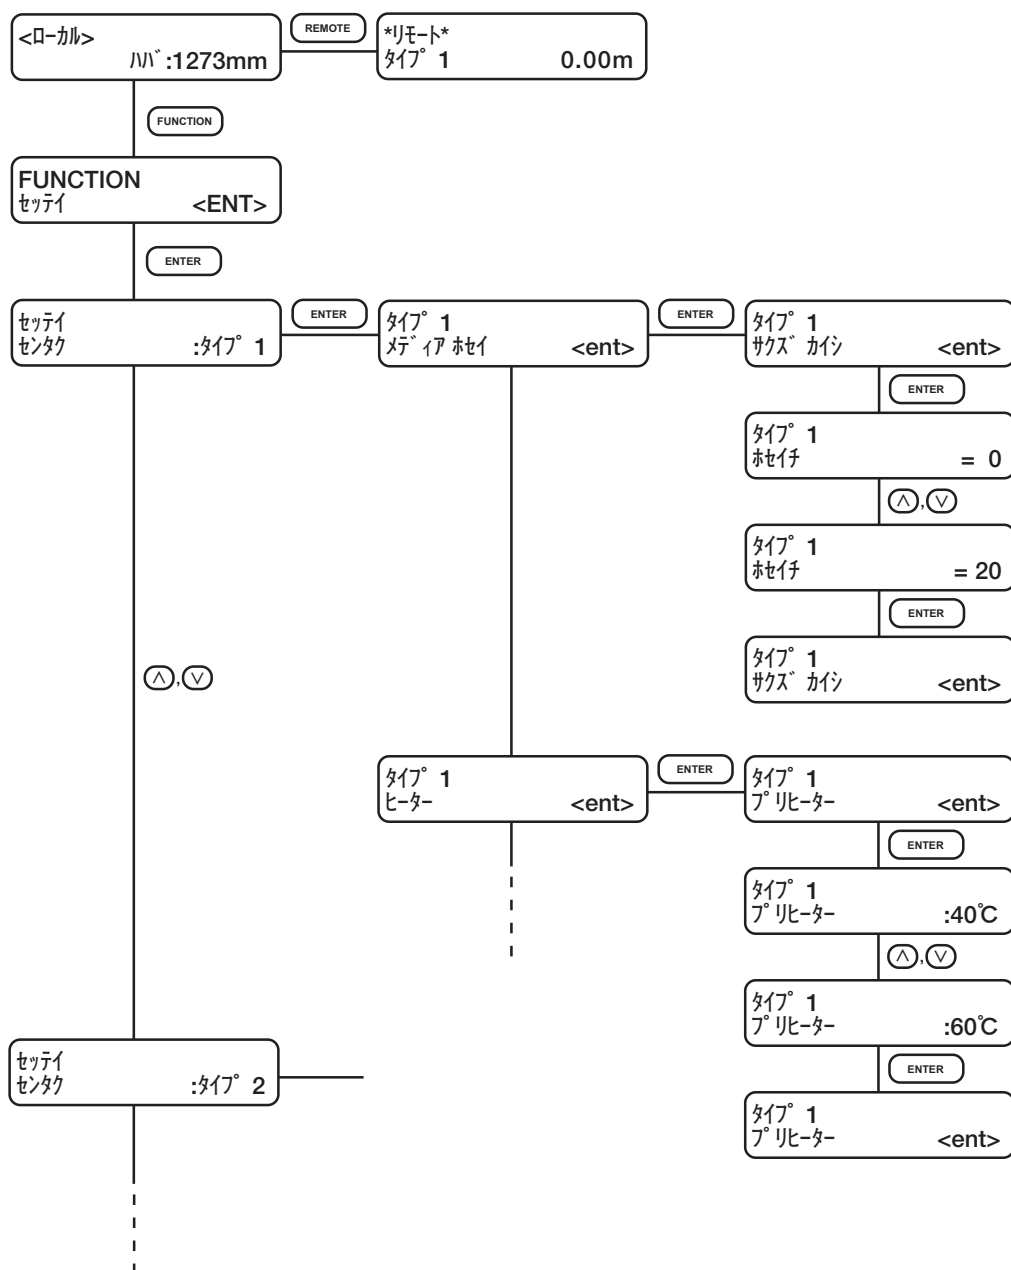 <ﾛｰｶﾙ>
ﾊﾊﾞ:1273mm
REMOTE
*ﾘﾓｰﾄ*
ﾀｲﾌﾟ 1 0.00m
FUNCTION
FUNCTION
ｾｯﾃｲ <ENT>
ENTER
ｾｯﾃｲ
ｾﾝﾀｸ :ﾀｲﾌﾟ 1
ENTER
ﾀｲﾌﾟ 1
ﾒﾃﾞｨｱ ﾎｾｲ <ent>
ENTER
ﾀｲﾌﾟ 1
ｻｸｽﾞ ｶｲｼ <ent>
ENTER
ﾀｲﾌﾟ 1
ﾎｾｲﾁ = 0
∧,∨
ﾀｲﾌﾟ 1
ﾎｾｲﾁ = 20
ENTER
ﾀｲﾌﾟ 1
ｻｸｽﾞ ｶｲｼ <ent>
∧,∨
ﾀｲﾌﾟ 1
ﾋｰﾀｰ <ent>
ENTER
ﾀｲﾌﾟ 1
ﾌﾟﾘﾋｰﾀｰ <ent>
ENTER
ﾀｲﾌﾟ 1
ﾌﾟﾘﾋｰﾀｰ :40℃
∧,∨
ﾀｲﾌﾟ 1
ﾌﾟﾘﾋｰﾀｰ :60℃
ENTER
ﾀｲﾌﾟ 1
ﾌﾟﾘﾋｰﾀｰ <ent>
ｾｯﾃｲ
ｾﾝﾀｸ :ﾀｲﾌﾟ 2